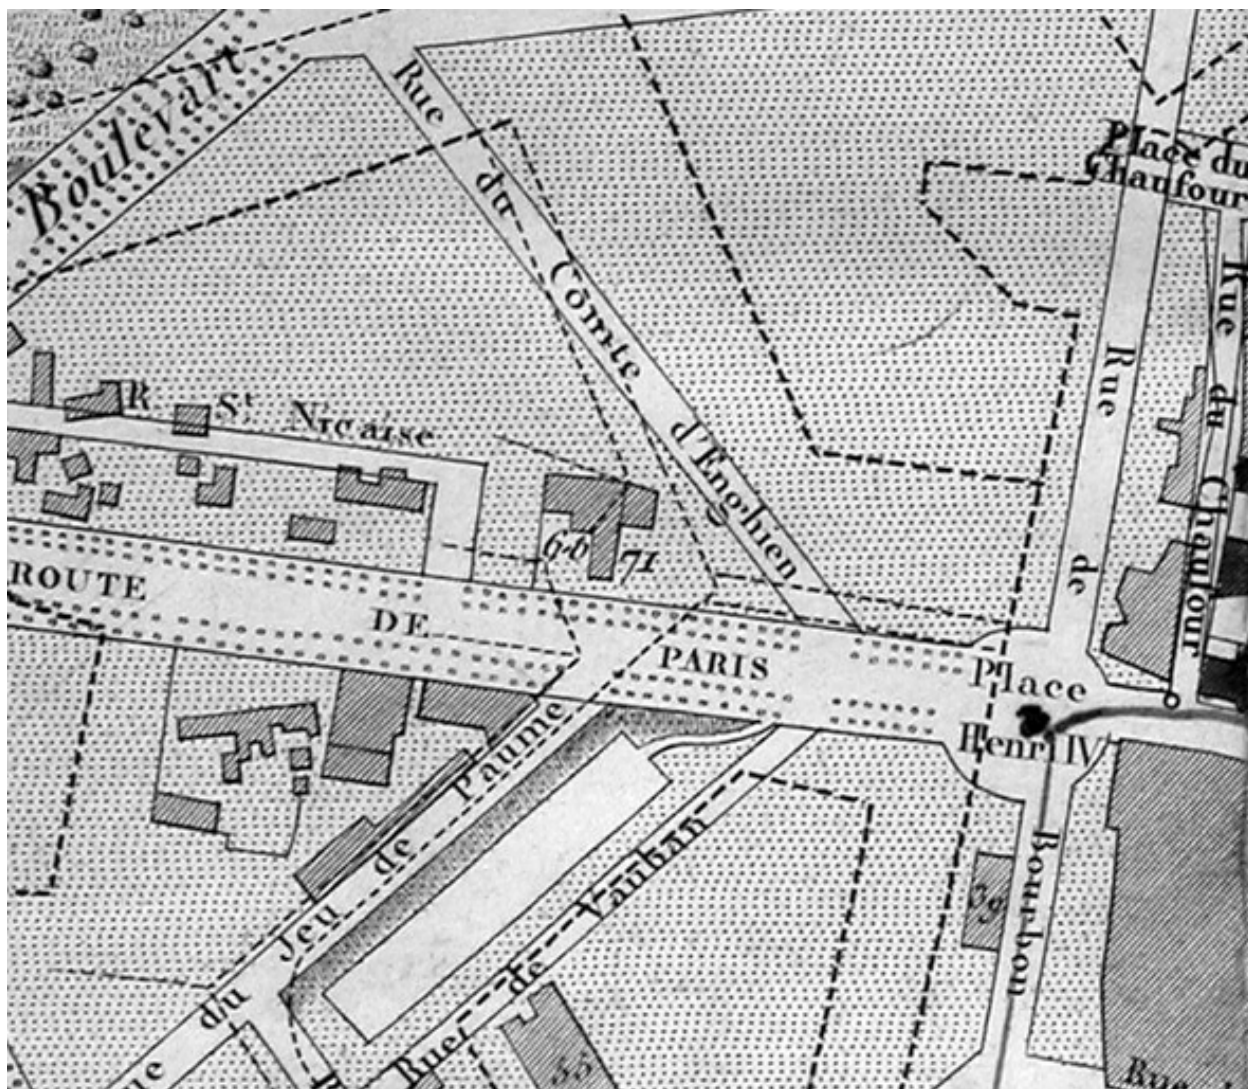 Boulevart
Rue du Comte d'Enghien
Place du
Chaufour
Rue du Chaufour
Rue de Bourbon
R. St Nicaise
66
71
ROUTE DE PARIS
Place
Henri IV
du Jeu de Paume
Rue de Vauban
39
55